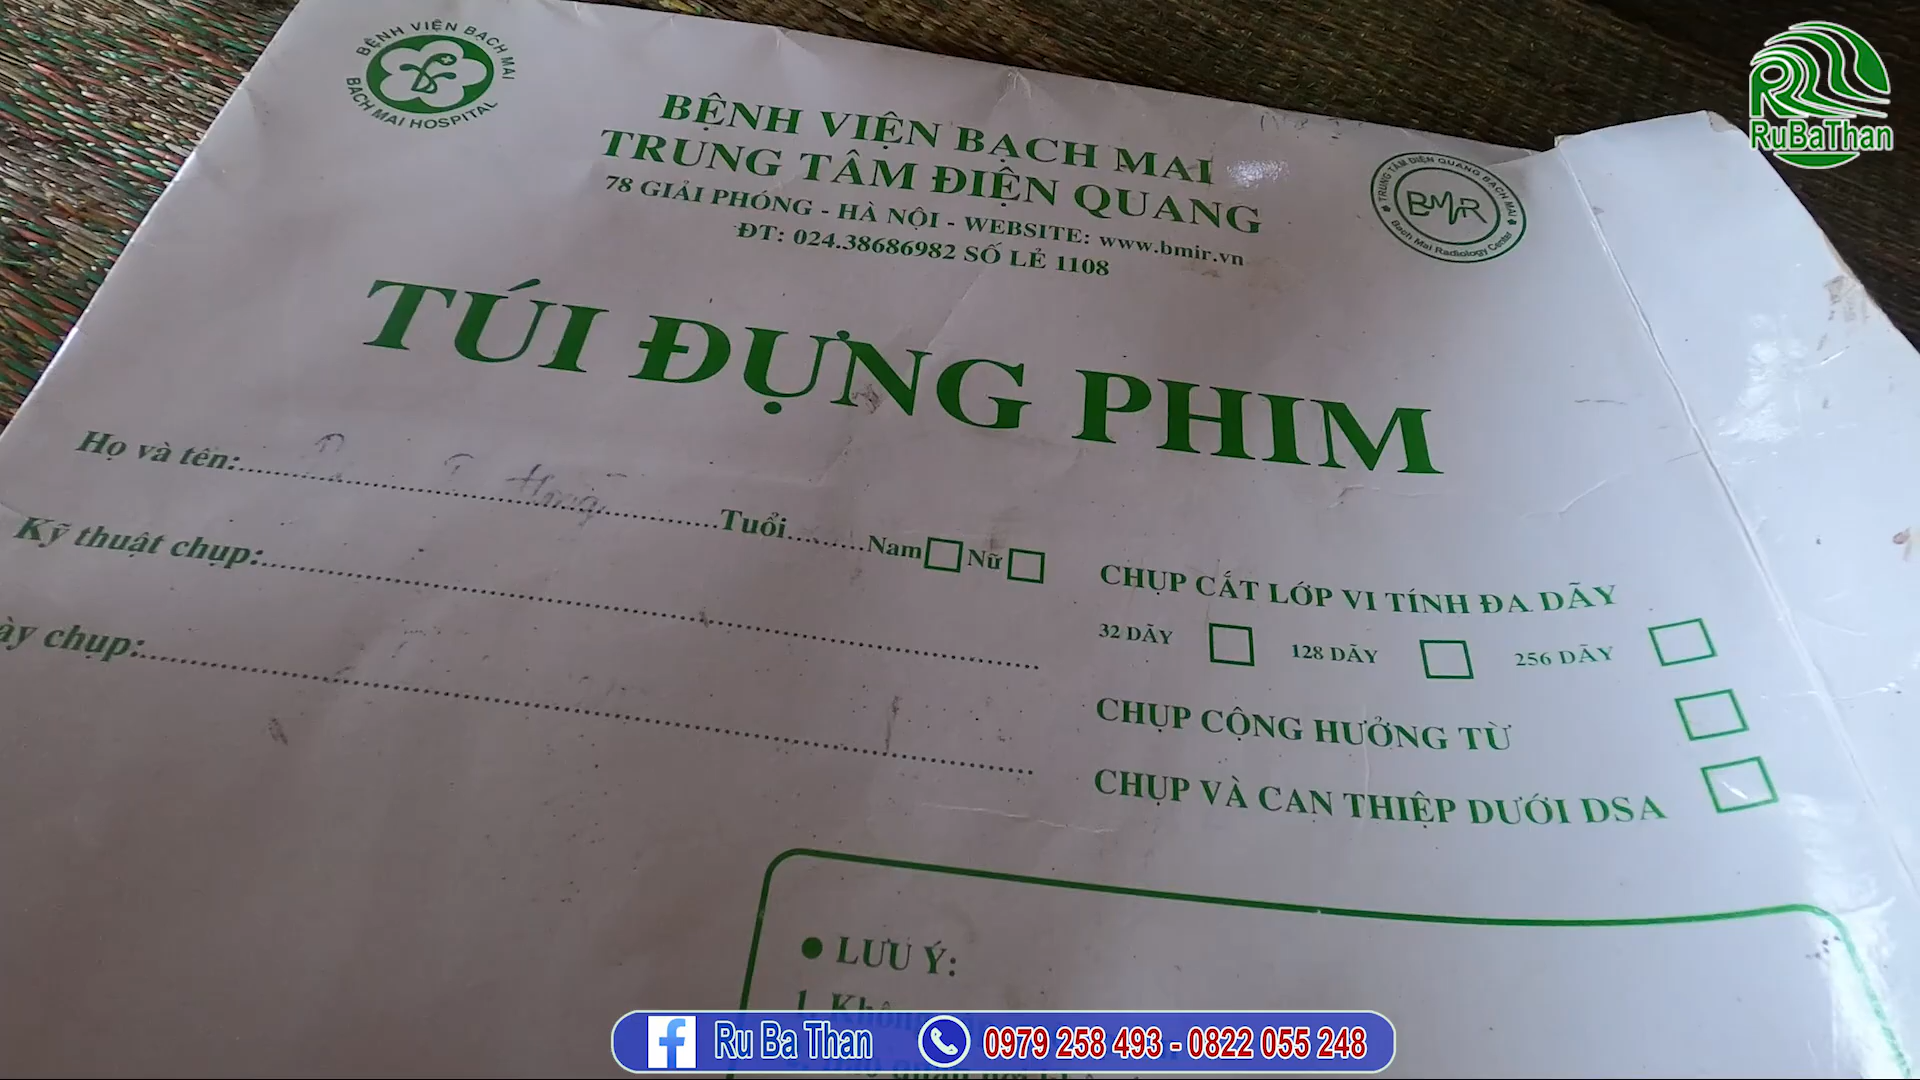 BỆNH VIỆN BẠCH MAI
BACH MAI HOSPITAL
BỆNH VIỆN BẠCH MAI
TRUNG TÂM ĐIỆN QUANG
78 GIẢI PHÓNG - HÀ NỘI - WEBSITE: www.bmir.vn
ĐT: 024.38686982 SỐ LẺ 1108
TRUNG TÂM ĐIỆN QUANG BẠCH MAI
BMIR
Bach Mai Radiology Center
RuBaThan
TÚI ĐỰNG PHIM
Họ và tên: Tuổi Nam Nữ
Kỹ thuật chụp:
ày chụp:
CHỤP CẮT LỚP VI TÍNH ĐA DÃY
32 DÃY 128 DÃY 256 DÃY
CHỤP CỘNG HƯỞNG TỪ
CHỤP VÀ CAN THIỆP DƯỚI DSA
LƯU Ý:
1. Không
Ru Ba Than 0979 258 493 - 0822 055 248